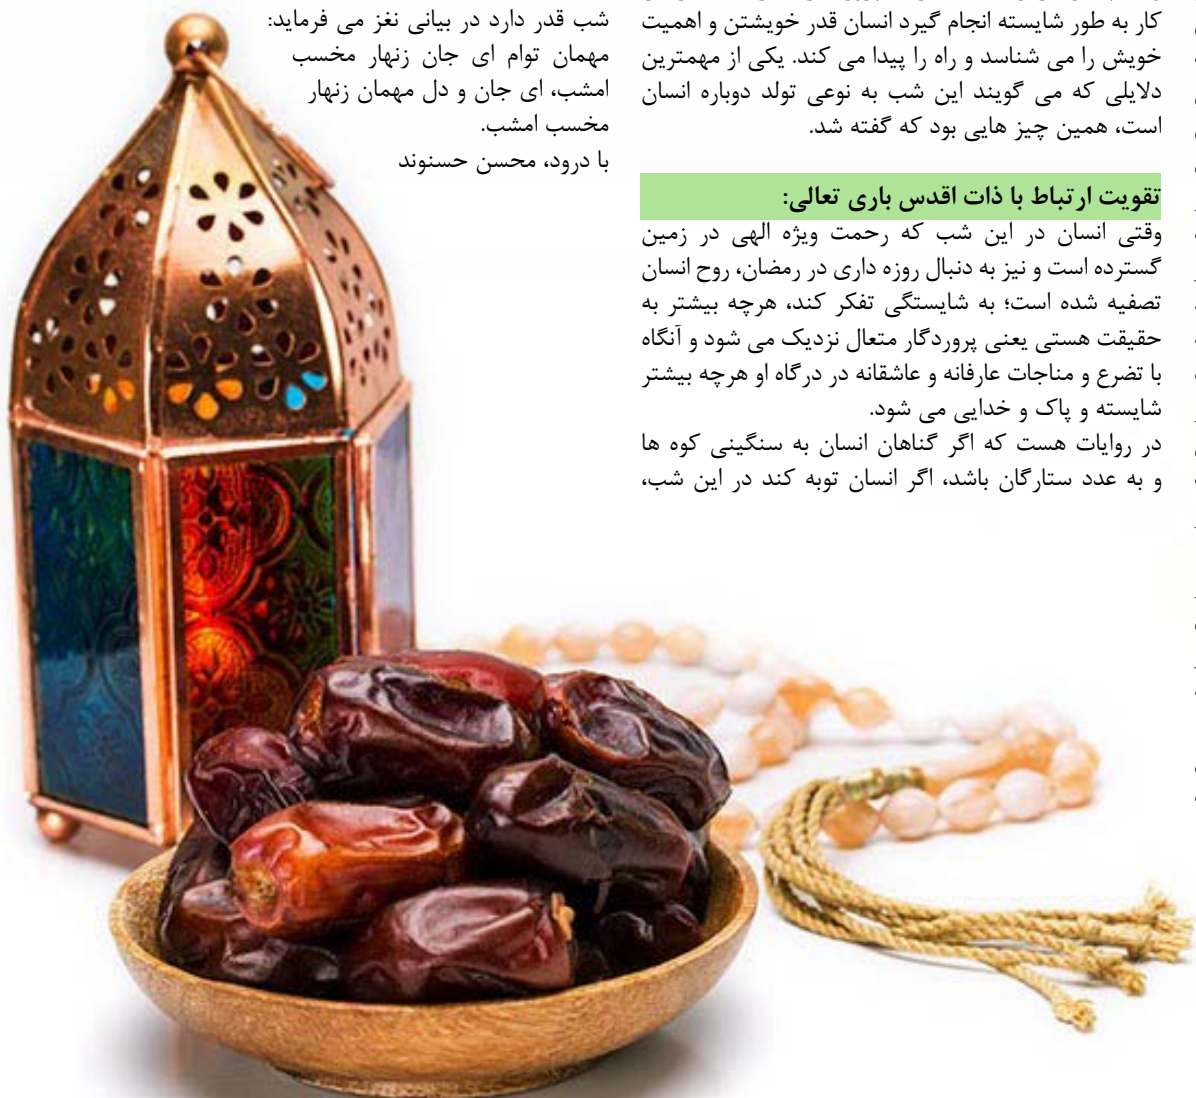 کار به طور شایسته انجام گیرد انسان قدر خویشتن و اهمیت
خویش را می شناسد و راه را پیدا می کند. یکی از مهمترین
دلایلی که می گویند این شب به نوعی تولد دوباره انسان
است، همین چیز هایی بود که گفته شد.
تقویت ارتباط با ذات اقدس باری تعالی:
وقتی انسان در این شب که رحمت ویژه الهی در زمین
گسترده است و نیز به دنبال روزه داری در رمضان، روح انسان
تصفیه شده است؛ به شایستگی تفکر کند، هرچه بیشتر به
حقیقت هستی یعنی پروردگار متعال نزدیک می شود و آنگاه
با تضرع و مناجات عارفانه و عاشقانه در درگاه او هرچه بیشتر
شایسته و پاک و خدایی می شود.
در روایات هست که اگر گناهان انسان به سنگینی کوه ها
و به عدد ستارگان باشد، اگر انسان توبه کند در این شب،
شب قدر دارد در بیانی نغز می فرماید:
مهمان توام ای جان زنهار مخسب
امشب، ای جان و دل مهمان زنهار
مخسب امشب.
با درود، محسن حسنوند